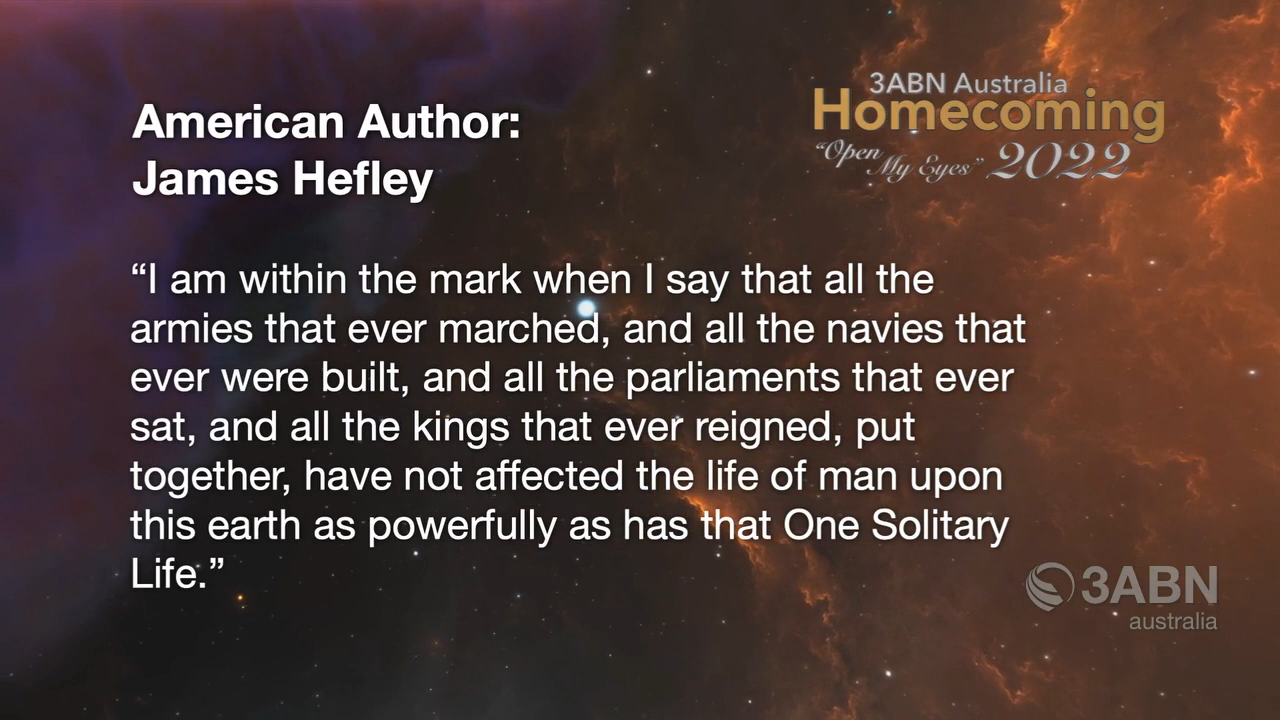 American Author:
James Hefley
3ABN Australia
Homecoming
“Open My Eyes” 2022
“I am within the mark when I say that all the
armies that ever marched, and all the navies that
ever were built, and all the parliaments that ever
sat, and all the kings that ever reigned, put
together, have not affected the life of man upon
this earth as powerfully as has that One Solitary
Life.”
3ABN
australia